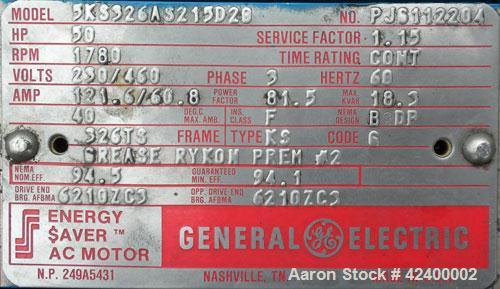 MODEL 5KS326AS215D28 NO. PJ3112204
HP 50 SERVICE FACTOR 1.15
RPM 1780 TIME RATING CONT
VOLTS 230/460 PHASE 3 HERTZ 60
AMP 121.6/60.8 POWER FACTOR 81.5 MAX. KVAR 18.3
40 DEG.C MAX. AMB. INS. CLASS F NEMA DESIGN B DP
326TS FRAME TYPE KS CODE G
GREASE RYKON PREM #2
NEMA NOM.EFF. 94.5 GUARANTEED MIN. EFF. 94.1
DRIVE END BRG. AFBMA 6210ZC3 OPP. DRIVE END BRG. AFBMA 6210ZC3
ENERGY
$AVER™
AC MOTOR
GENERAL GE ELECTRIC
N.P. 249A5431
NASHVILLE, TN
Aaron Stock # 42400002